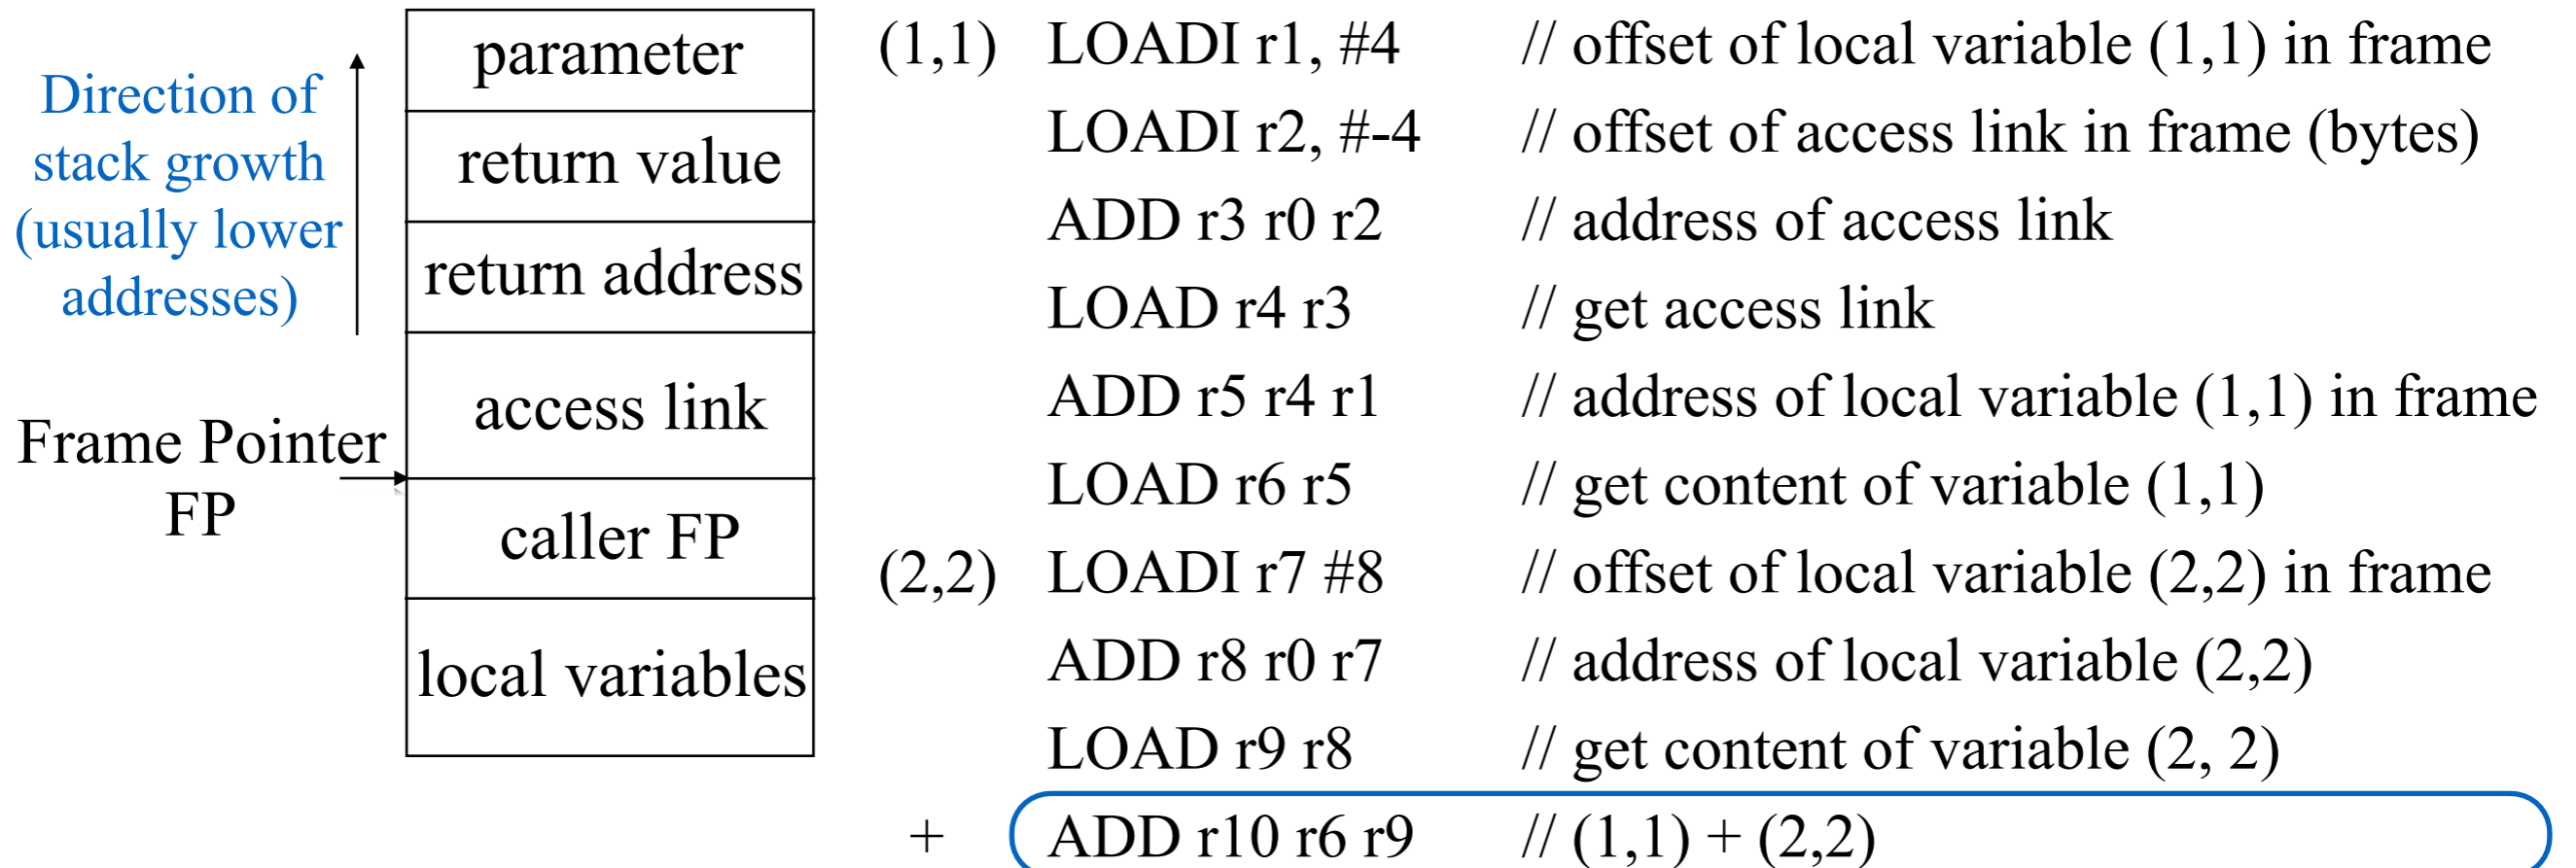 Direction of
stack growth
(usually lower
addresses)
Frame Pointer
FP
parameter
return value
return address
access link
caller FP
local variables
(1,1) LOADI r1, #4 // offset of local variable (1,1) in frame
LOADI r2, #-4 // offset of access link in frame (bytes)
ADD r3 r0 r2 // address of access link
LOAD r4 r3 // get access link
ADD r5 r4 r1 // address of local variable (1,1) in frame
LOAD r6 r5 // get content of variable (1,1)
(2,2) LOADI r7 #8 // offset of local variable (2,2) in frame
ADD r8 r0 r7 // address of local variable (2,2)
LOAD r9 r8 // get content of variable (2, 2)
+ ADD r10 r6 r9 // (1,1) + (2,2)